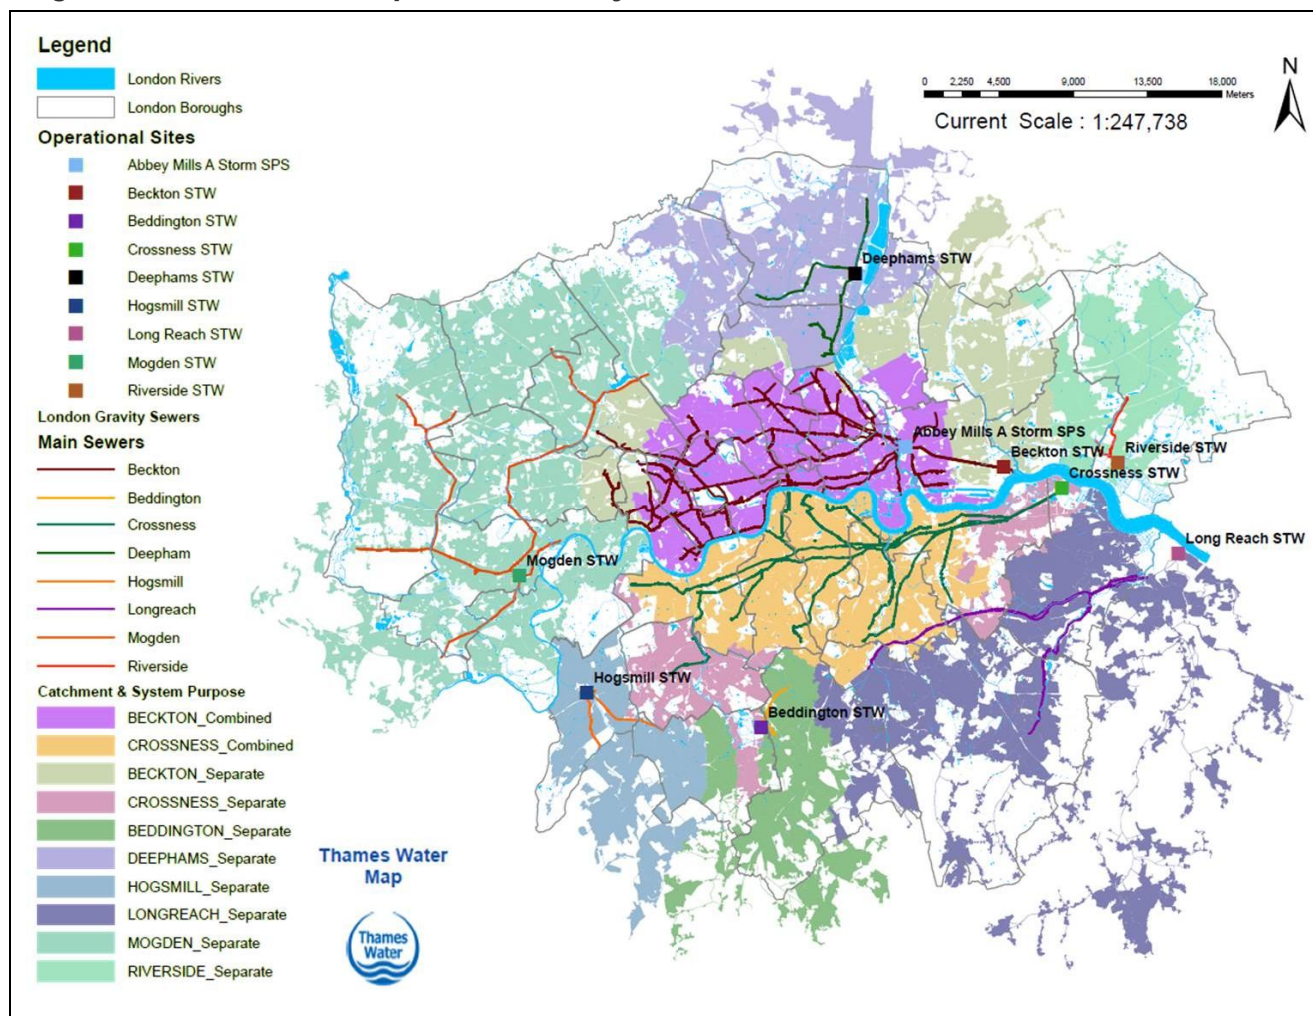 Legend
London Rivers
London Boroughs
Operational Sites
Abbey Mills A Storm SPS
Beckton STW
Beddington STW
Crossness STW
Deephams STW
Hogsmill STW
Long Reach STW
Mogden STW
Riverside STW
London Gravity Sewers
Main Sewers
Beckton
Beddington
Crossness
Deepham
Hogsmill
Longreach
Mogden
Riverside
Catchment & System Purpose
BECKTON_Combined
CROSSNESS_Combined
BECKTON_Separate
CROSSNESS_Separate
BEDDINGTON_Separate
DEEPHAMS_Separate
HOGSMILL_Separate
LONGREACH_Separate
MOGDEN_Separate
RIVERSIDE_Separate
Thames Water
Map
Thames
Water
0 2,250 4,500 9,000 13,500 18,000
Meters
Current Scale : 1:247,738
N
Deephams STW
Abbey Mills A Storm SPS
Beckton STW
Riverside STW
Crossness STW
Long Reach STW
Mogden STW
Hogsmill STW
Beddington STW